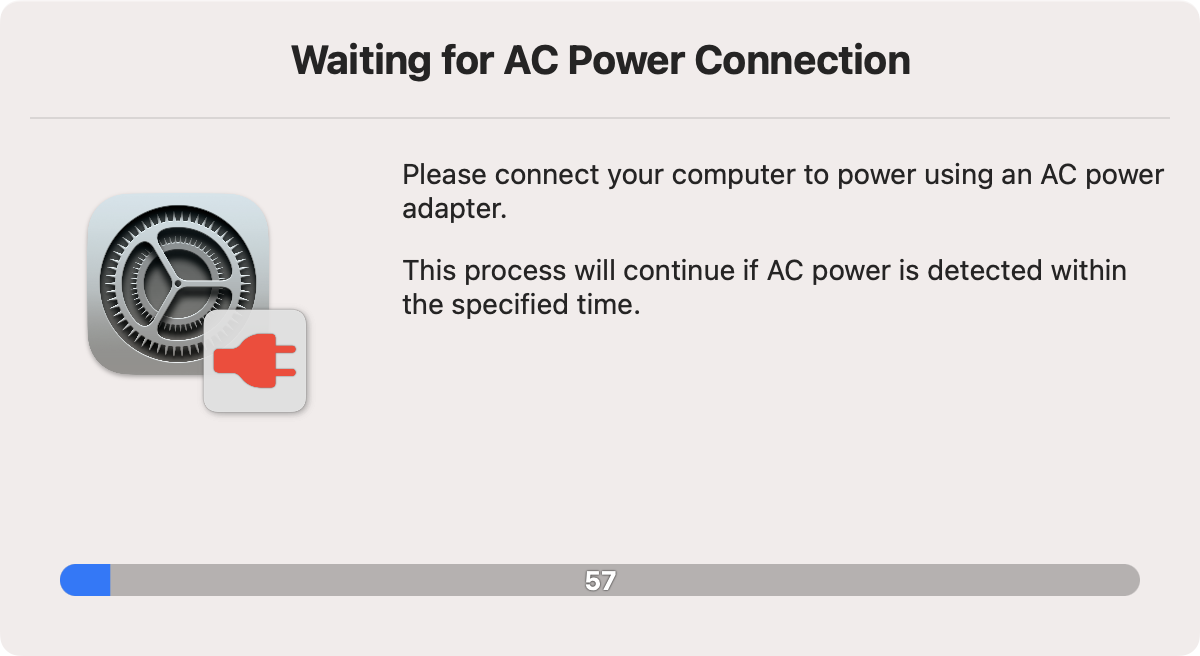 Waiting for AC Power Connection
Please connect your computer to power using an AC power
adapter.
This process will continue if AC power is detected within
the specified time.
57